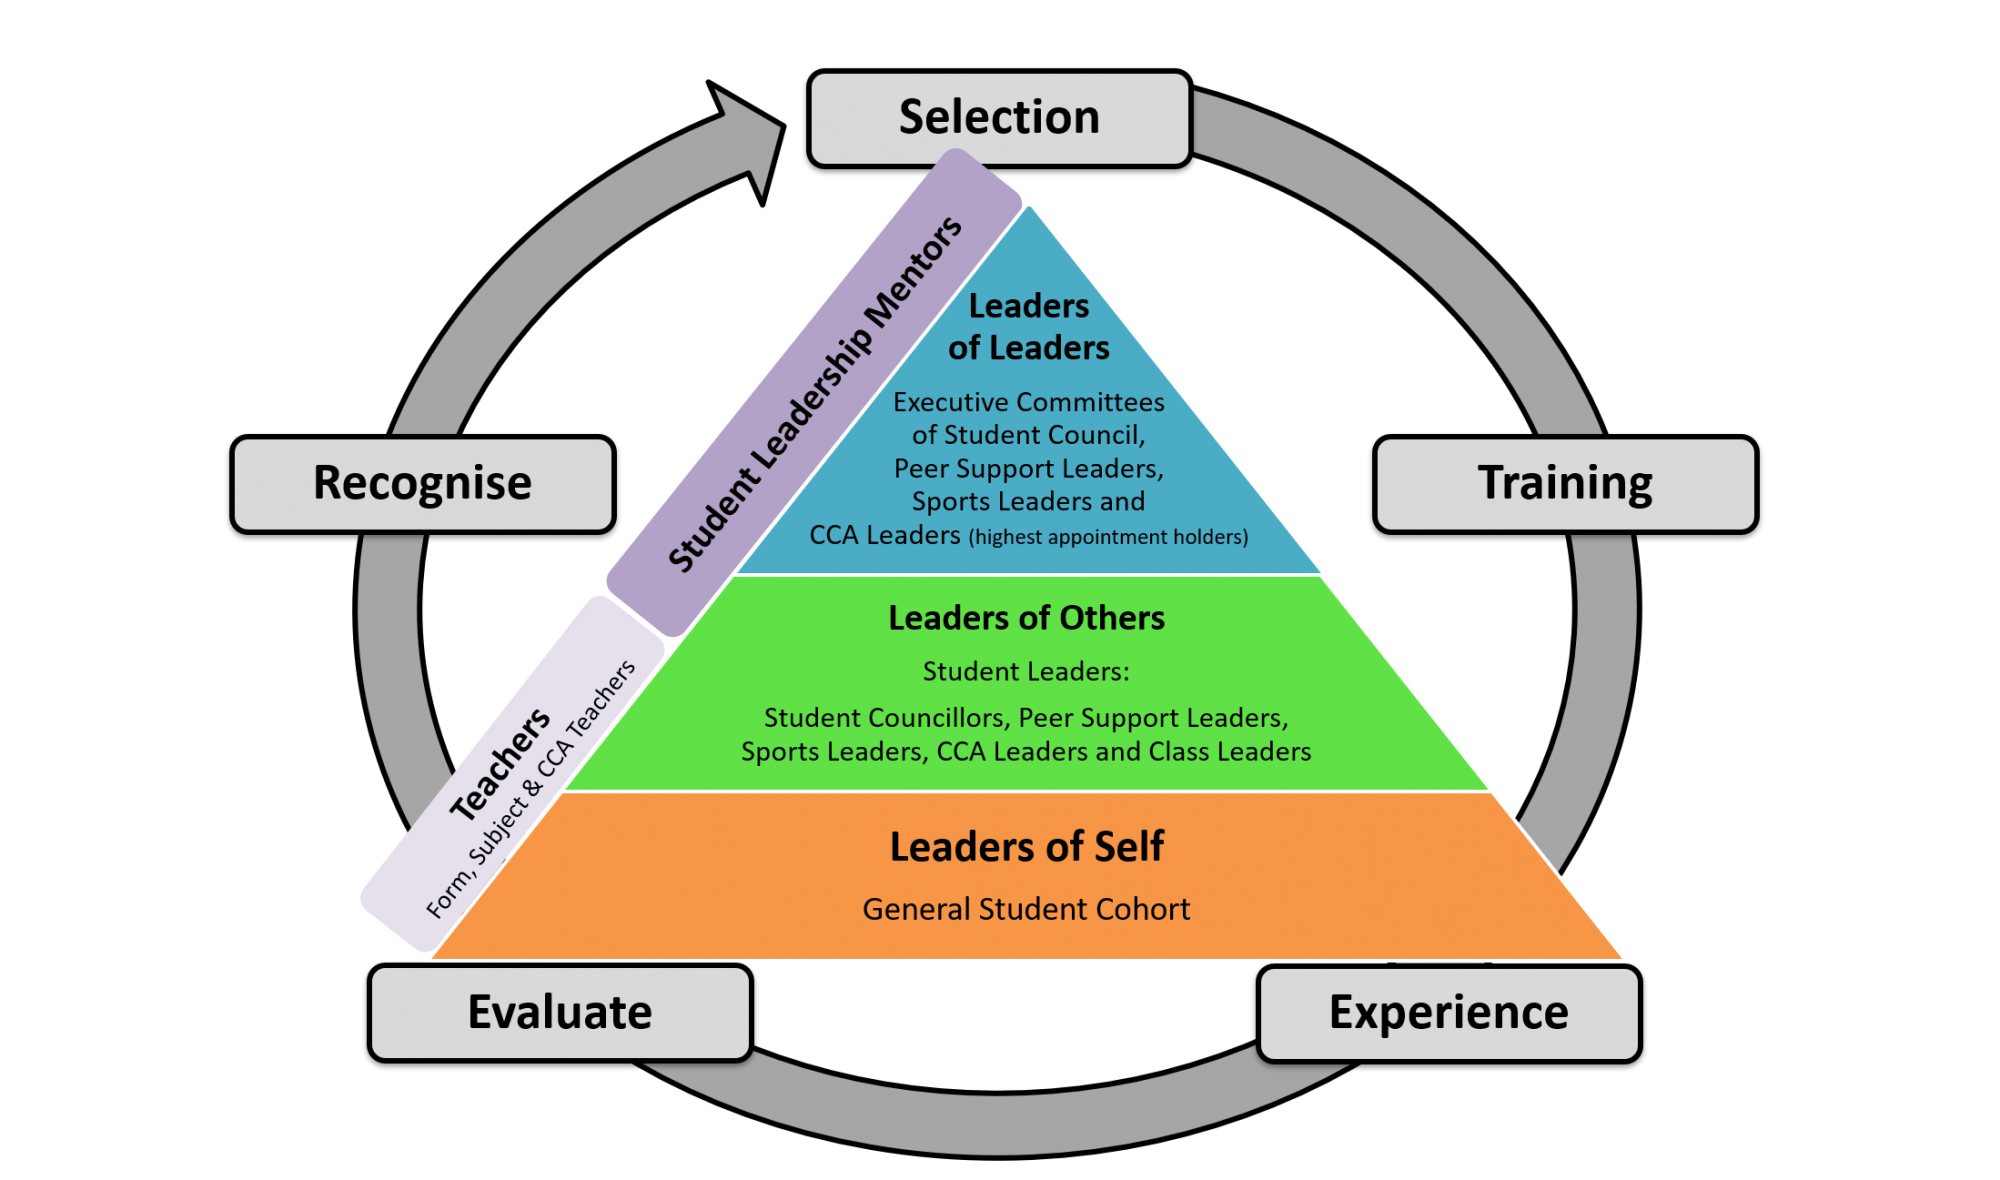 Selection
Student Leadership Mentors
Leaders
of Leaders
Executive Committees
of Student Council,
Peer Support Leaders,
Sports Leaders and
CCA Leaders (highest appointment holders)
Recognise
Training
Leaders of Others
Student Leaders:
Student Councillors, Peer Support Leaders,
Sports Leaders, CCA Leaders and Class Leaders
Teachers
Form, Subject & CCA Teachers
Leaders of Self
General Student Cohort
Evaluate
Experience